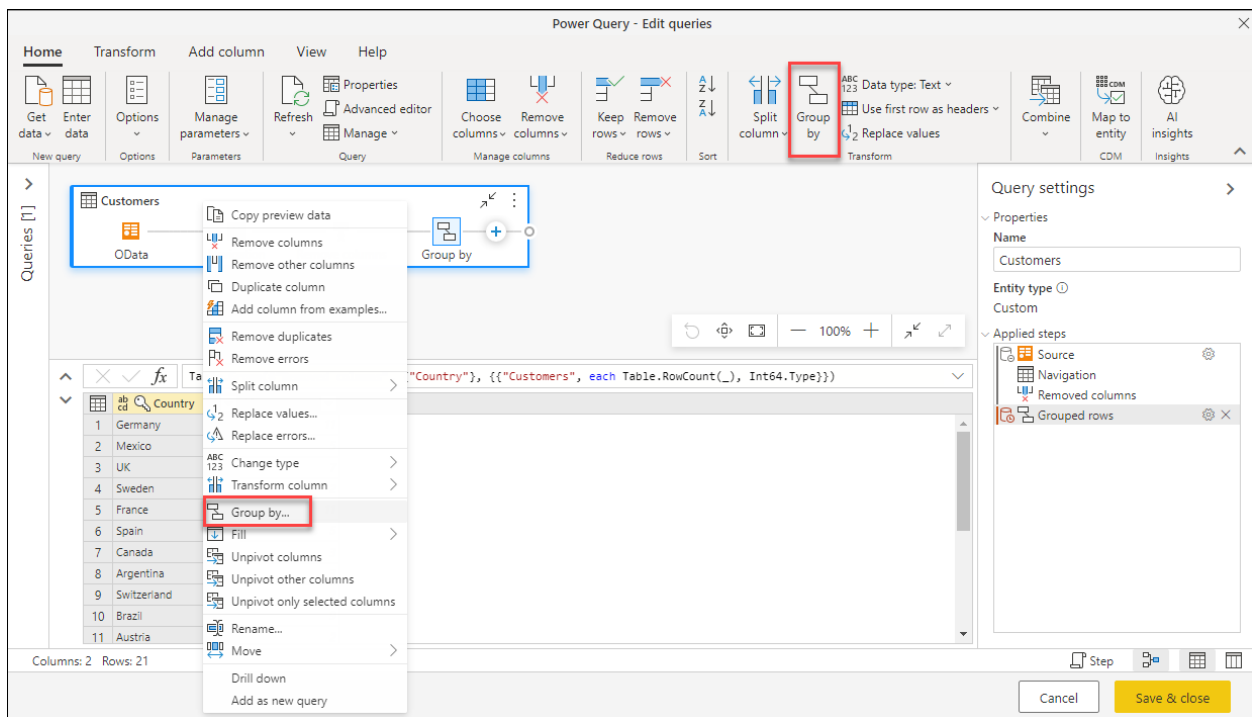 Power Query - Edit queries
Home Transform Add column View Help
Get data Enter data Options Manage parameters Refresh Properties Advanced editor Manage Choose columns Remove columns Keep rows Remove rows Split column Group by ABC 123 Data type: Text Use first row as headers Replace values Combine Map to entity AI insights
New query Options Parameters Query Manage columns Reduce rows Sort Transform CDM Insights
Queries [1]
Customers
OData
Group by
Copy preview data
Remove columns
Remove other columns
Duplicate column
Add column from examples...
Remove duplicates
Remove errors
Split column
Replace values...
Replace errors...
ABC 123 Change type
Transform column
Group by...
Fill
Unpivot columns
Unpivot other columns
Unpivot only selected columns
Rename...
Move
Drill down
Add as new query
100%
fx Ta "Country"}, {{"Customers", each Table.RowCount(_), Int64.Type}})
Country
1 Germany
2 Mexico
3 UK
4 Sweden
5 France
6 Spain
7 Canada
8 Argentina
9 Switzerland
10 Brazil
11 Austria
Query settings
Properties
Name
Customers
Entity type
Custom
Applied steps
Source
Navigation
Removed columns
Grouped rows
Columns: 2 Rows: 21
Step
Cancel Save & close